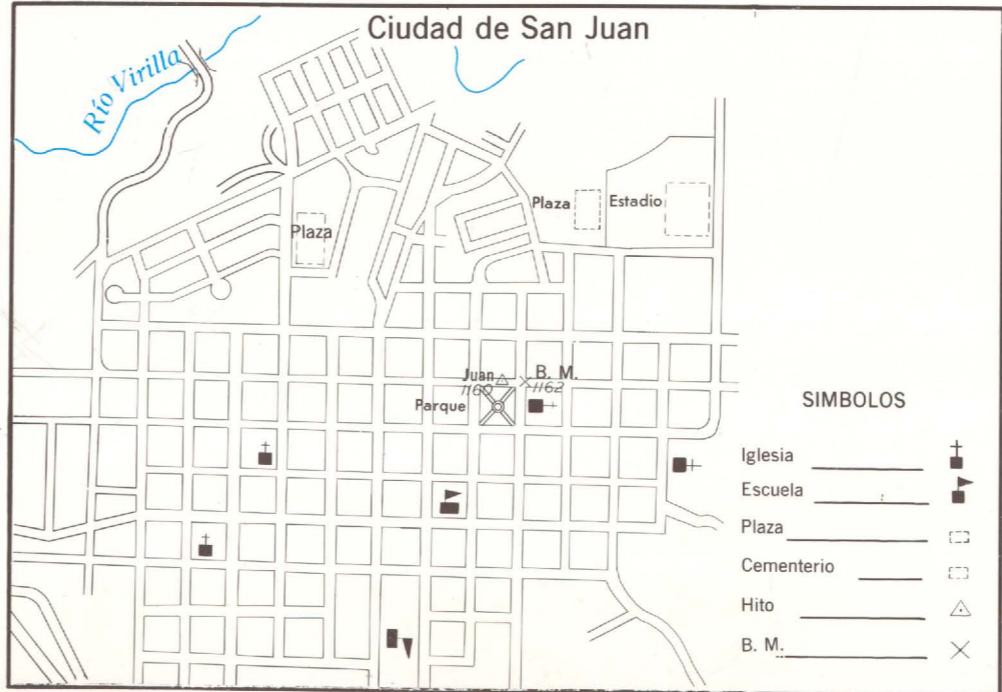 Ciudad de San Juan
Río Virilla
Plaza
Plaza
Estadio
Juan
1160
B. M.
1162
Parque
SIMBOLOS
Iglesia
Escuela
Plaza
Cementerio
Hito
B. M.